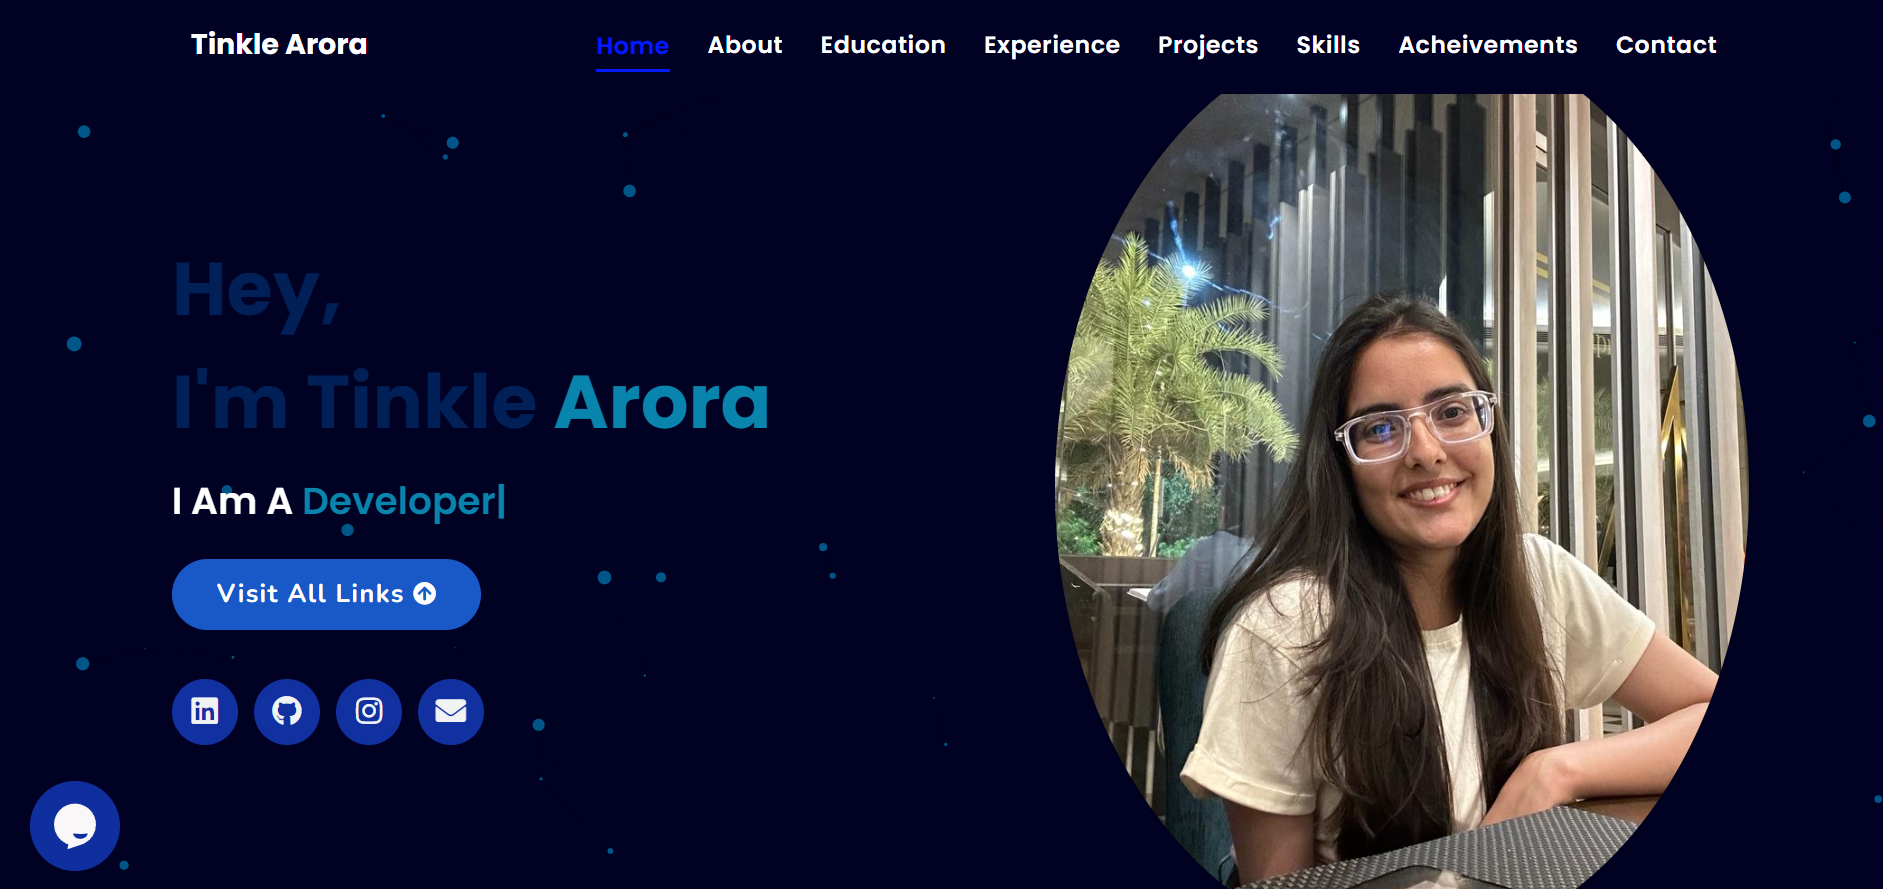 Tinkle Arora
Home About Education Experience Projects Skills Acheivements Contact
Hey,
I'm Tinkle Arora
I Am A Developer|
Visit All Links